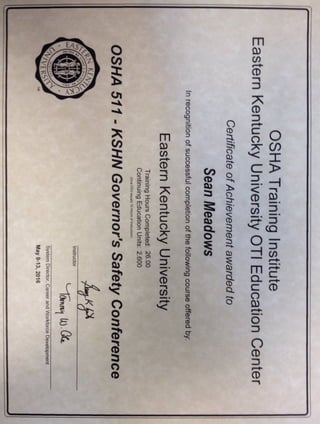 OSHA Training Institute
Eastern Kentucky University OTI Education Center
Certificate of Achievement awarded to
Sean Meadows
In recognition of successful completion of the following course offered by:
Eastern Kentucky University
Training Hours Completed: 26.00
Continuing Education Units: 2.600
OSHA 511 - KSHN Governor's Safety Conference
EASTERN KENTUCKY
UNIVERSITY
Instructor
System Director, Career and Workforce Development
May 9-13, 2016